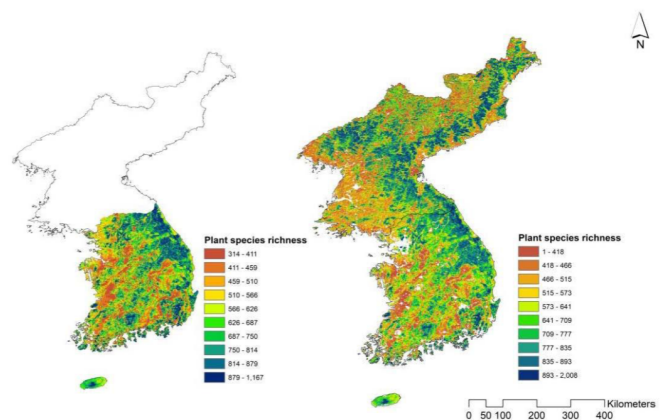 N
Plant species richness
314 - 411
411 - 459
459 - 510
510 - 566
566 - 626
626 - 687
687 - 750
750 - 814
814 - 879
879 - 1,167
Plant species richness
1 - 418
418 - 466
466 - 515
515 - 573
573 - 641
641 - 709
709 - 777
777 - 835
835 - 893
893 - 2,008
Kilometers
0 50 100 200 300 400